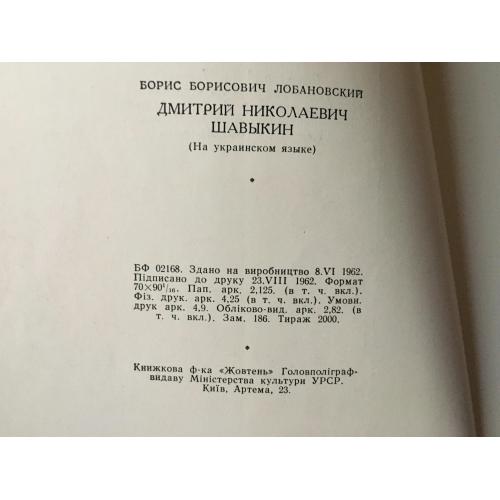 БОРИС БОРИСОВИЧ ЛОБАНОВСКИЙ
ДМИТРИЙ НИКОЛАЕВИЧ
ШАВЫКИН
(На украинском языке)
БФ 02168. Здано на виробництво 8.VI 1962.
Підписано до друку 23.VIII 1962. Формат
70×90¹/₁₆. Пап. арк. 2,125. (в т. ч. вкл.).
Фіз. друк. арк. 4,25 (в т. ч. вкл.). Умовн.
друк арк. 4,9. Обліково-вид. арк. 2,82. (в
т. ч. вкл.). Зам. 186. Тираж 2000.
Книжкова ф-ка «Жовтень» Головполіграф-
видаву Міністерства культури УРСР.
Київ, Артема, 23.